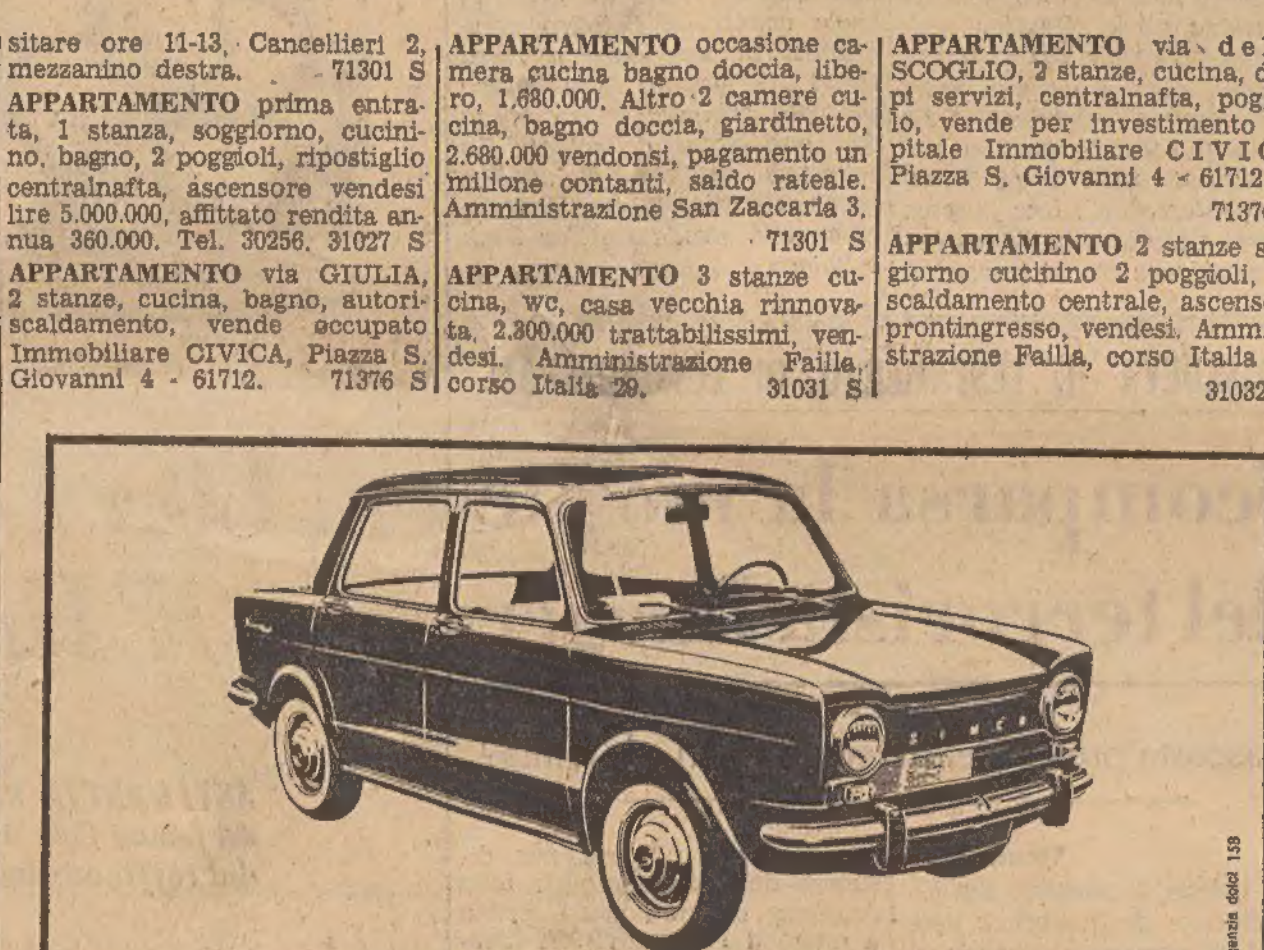 sitare ore 11-13, Cancellieri 2,
mezzanino destra. 71301 S
APPARTAMENTO prima entra-
ta, 1 stanza, soggiorno, cucini-
no, bagno, 2 poggioli, ripostiglio
centralnafta, ascensore vendesi
lire 5.000.000, affittato rendita an-
nua 360.000. Tel. 30256. 31027 S
APPARTAMENTO via GIULIA,
2 stanze, cucina, bagno, autori-
scaldamento, vende occupato
Immobiliare CIVICA, Piazza S.
Giovanni 4 - 61712. 71376 S
APPARTAMENTO occasione ca-
mera cucina bagno doccia, libe-
ro, 1.680.000. Altro 2 camere cu-
cina, bagno doccia, giardinetto,
2.680.000 vendonsi, pagamento un
milione contanti, saldo rateale.
Amministrazione San Zaccaria 3.
71301 S
APPARTAMENTO 3 stanze cu-
cina, wc, casa vecchia rinnova-
ta, 2.300.000 trattabilissimi, ven-
desi. Amministrazione Failla,
corso Italia 29. 31031 S
APPARTAMENTO via del
SCOGLIO, 2 stanze, cucina, d
pi servizi, centralnafta, pog
lo, vende per investimento
pitale Immobiliare CIVIC
Piazza S. Giovanni 4 - 61712
7137
APPARTAMENTO 2 stanze s
giorno cucinino 2 poggioli,
scaldamento centrale, ascens
prontingresso, vendesi. Ammi
strazione Failla, corso Italia
31032
SIMCA
genzia dolci 158